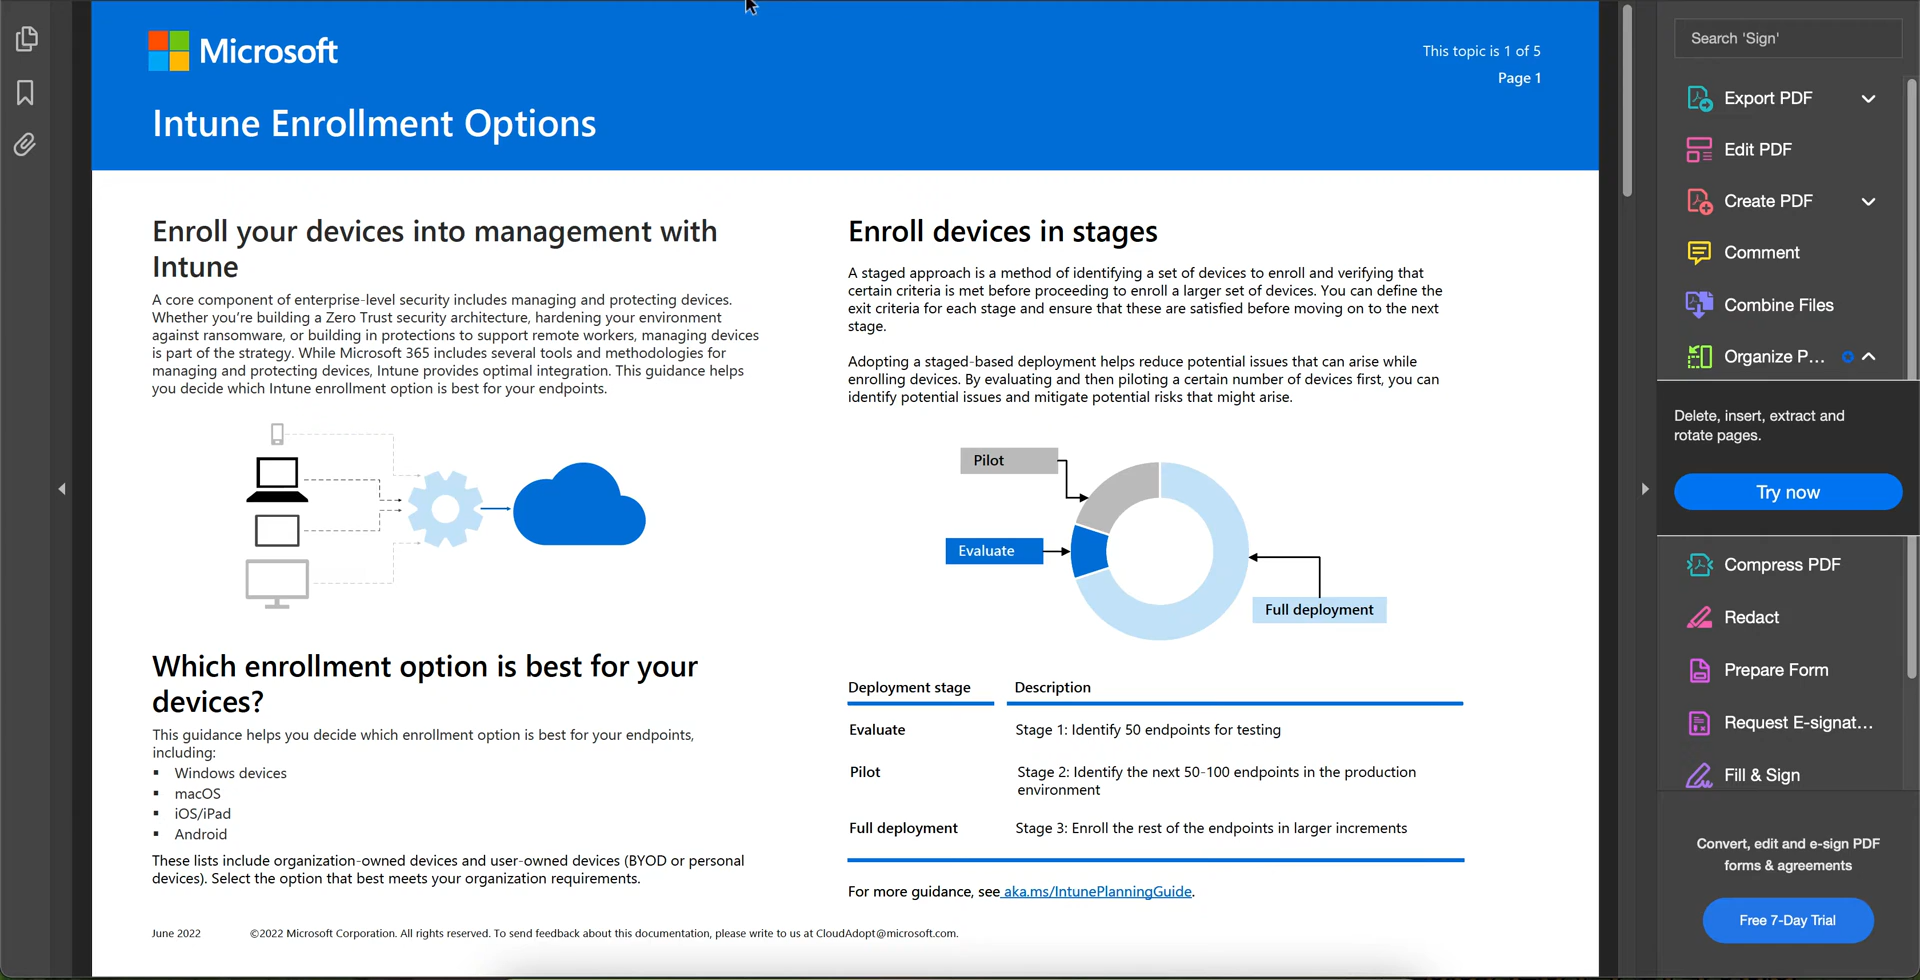 Microsoft
This topic is 1 of 5
Page 1
Intune Enrollment Options
Enroll your devices into management with
Intune
A core component of enterprise-level security includes managing and protecting devices.
Whether you're building a Zero Trust security architecture, hardening your environment
against ransomware, or building in protections to support remote workers, managing devices
is part of the strategy. While Microsoft 365 includes several tools and methodologies for
managing and protecting devices, Intune provides optimal integration. This guidance helps
you decide which Intune enrollment option is best for your endpoints.
Which enrollment option is best for your
devices?
This guidance helps you decide which enrollment option is best for your endpoints,
including:
▪ Windows devices
▪ macOS
▪ iOS/iPad
▪ Android
These lists include organization-owned devices and user-owned devices (BYOD or personal
devices). Select the option that best meets your organization requirements.
Enroll devices in stages
A staged approach is a method of identifying a set of devices to enroll and verifying that
certain criteria is met before proceeding to enroll a larger set of devices. You can define the
exit criteria for each stage and ensure that these are satisfied before moving on to the next
stage.
Adopting a staged-based deployment helps reduce potential issues that can arise while
enrolling devices. By evaluating and then piloting a certain number of devices first, you can
identify potential issues and mitigate potential risks that might arise.
Pilot
Evaluate
Full deployment
Deployment stage Description
Evaluate Stage 1: Identify 50 endpoints for testing
Pilot Stage 2: Identify the next 50-100 endpoints in the production
environment
Full deployment Stage 3: Enroll the rest of the endpoints in larger increments
For more guidance, see aka.ms/IntunePlanningGuide.
June 2022 ©2022 Microsoft Corporation. All rights reserved. To send feedback about this documentation, please write to us at CloudAdopt@microsoft.com.
Search 'Sign'
Export PDF
Edit PDF
Create PDF
Comment
Combine Files
Organize P...
Delete, insert, extract and
rotate pages.
Try now
Compress PDF
Redact
Prepare Form
Request E-signat...
Fill & Sign
Convert, edit and e-sign PDF
forms & agreements
Free 7-Day Trial